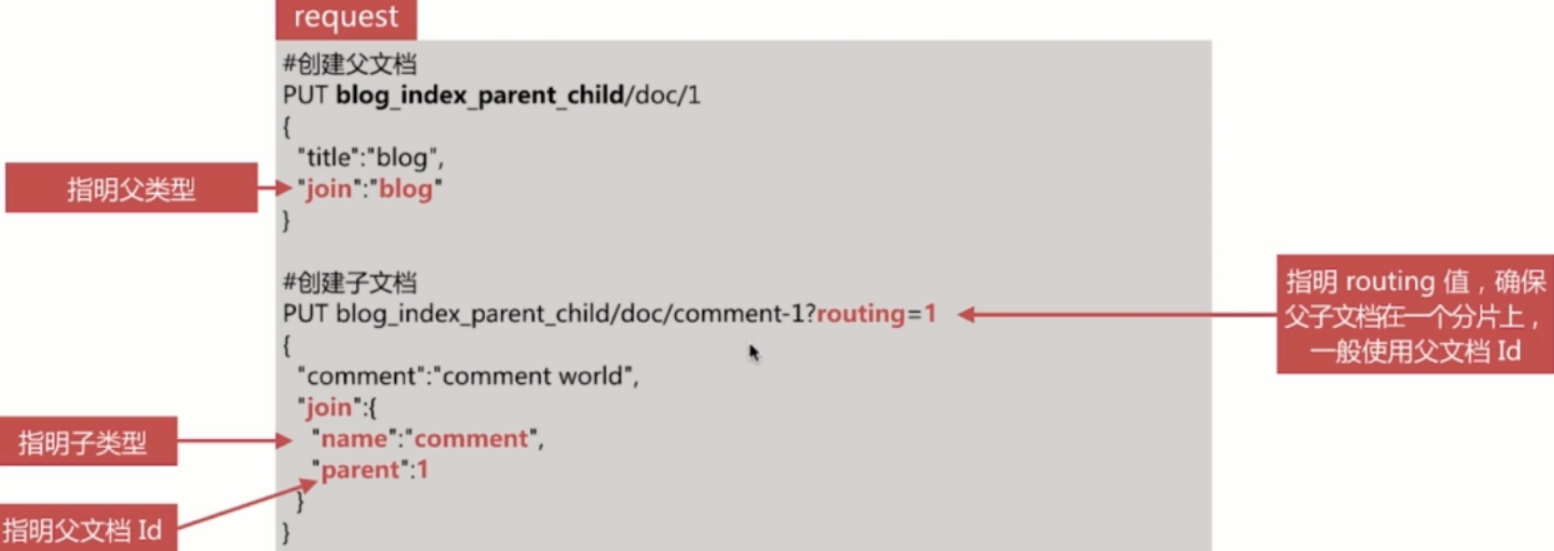 request
#创建父文档
PUT blog_index_parent_child/doc/1
{
"title":"blog",
指明父类型
"join":"blog"
}
#创建子文档
PUT blog_index_parent_child/doc/comment-1?routing=1
指明 routing 值，确保
父子文档在一个分片上，
一般使用父文档 Id
{
"comment":"comment world",
"join":{
指明子类型
"name":"comment",
"parent":1
}
指明父文档 Id
}